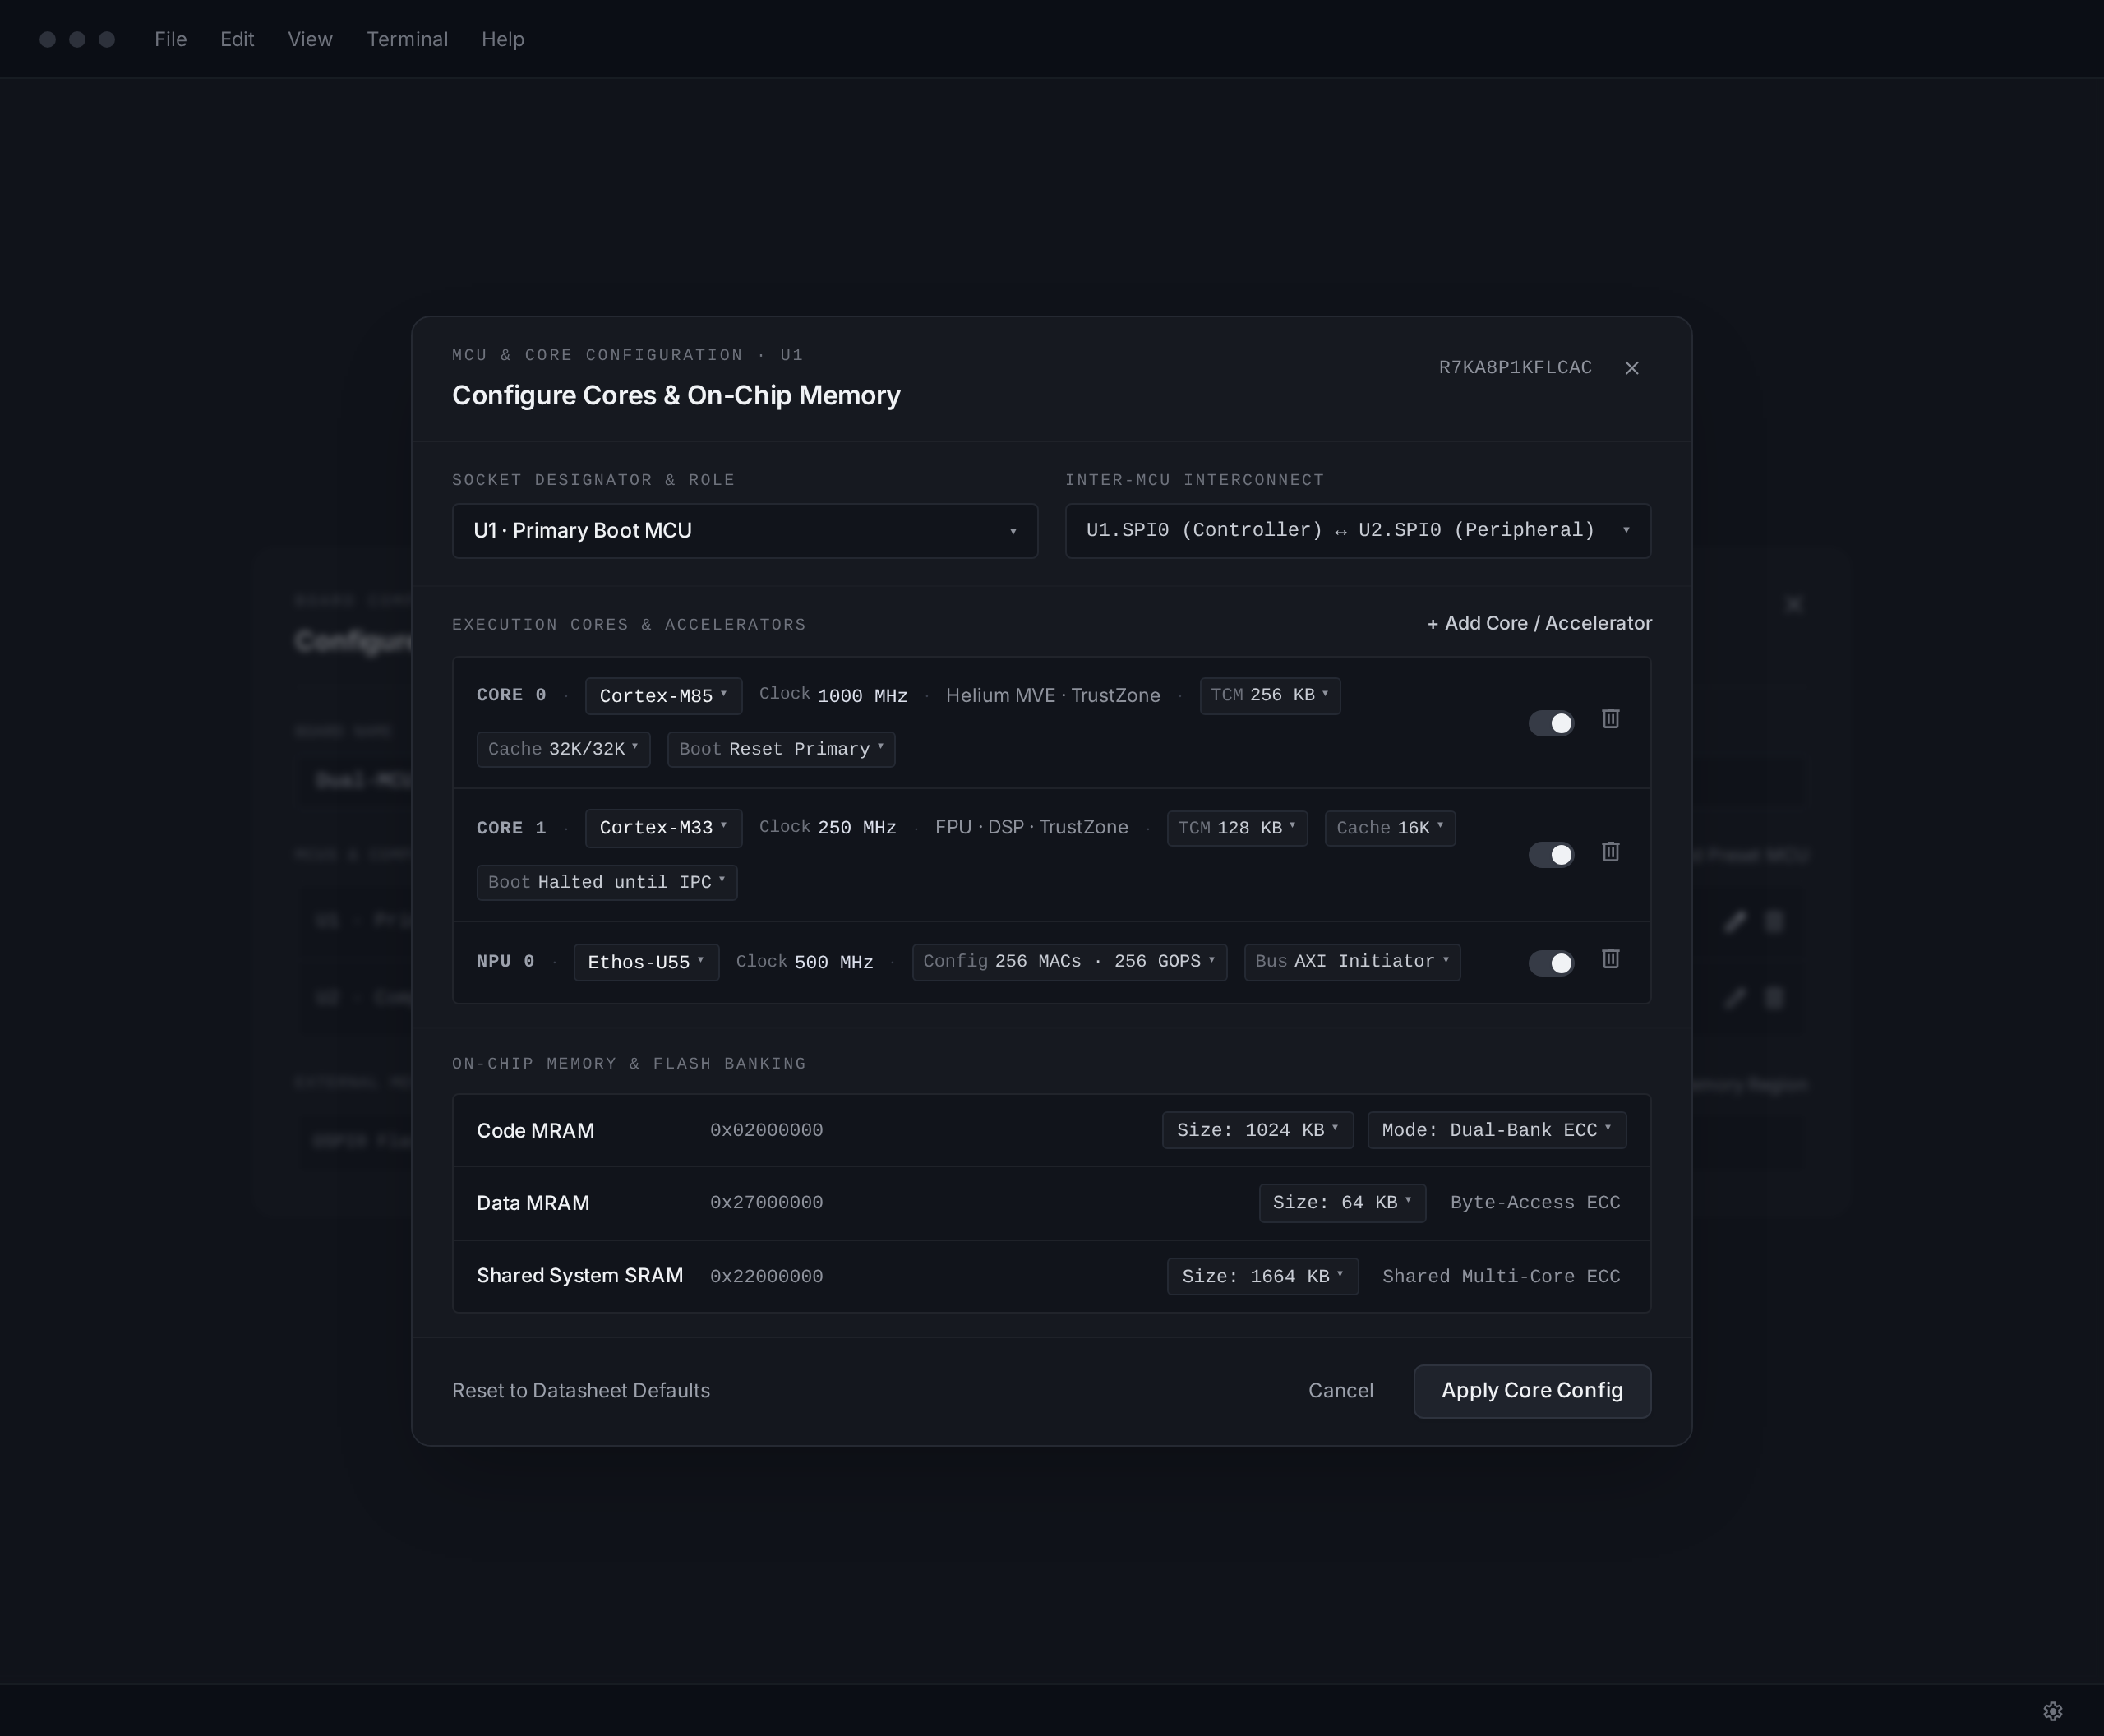 File Edit View Terminal Help
MCU & CORE CONFIGURATION · U1
R7KA8P1KFLCAC
Configure Cores & On-Chip Memory
SOCKET DESIGNATOR & ROLE
INTER-MCU INTERCONNECT
U1 · Primary Boot MCU
U1.SPI0 (Controller) ↔ U2.SPI0 (Peripheral)
EXECUTION CORES & ACCELERATORS
+ Add Core / Accelerator
CORE 0 · Cortex-M85 Clock 1000 MHz · Helium MVE · TrustZone · TCM 256 KB
Cache 32K/32K Boot Reset Primary
CORE 1 · Cortex-M33 Clock 250 MHz · FPU · DSP · TrustZone · TCM 128 KB Cache 16K
Boot Halted until IPC
NPU 0 · Ethos-U55 Clock 500 MHz · Config 256 MACs · 256 GOPS Bus AXI Initiator
ON-CHIP MEMORY & FLASH BANKING
Code MRAM 0x02000000 Size: 1024 KB Mode: Dual-Bank ECC
Data MRAM 0x27000000 Size: 64 KB Byte-Access ECC
Shared System SRAM 0x22000000 Size: 1664 KB Shared Multi-Core ECC
Reset to Datasheet Defaults
Cancel
Apply Core Config